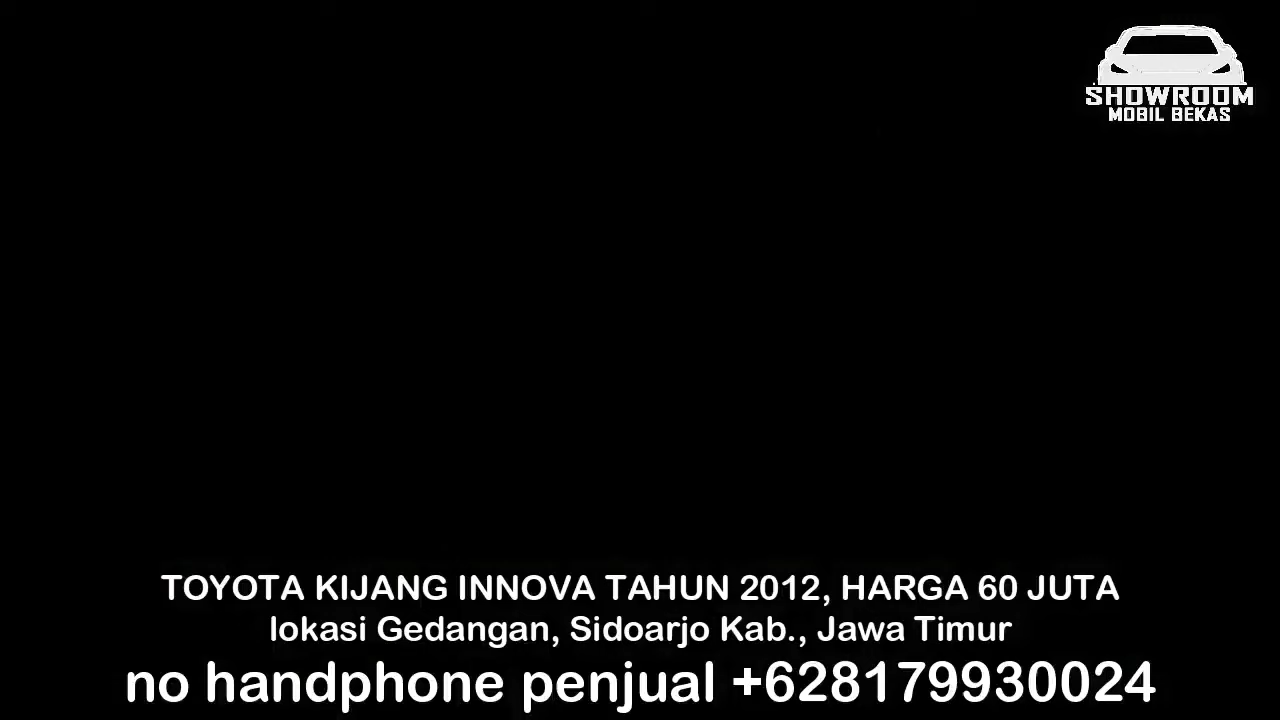 SHOWROOM
MOBIL BEKAS
TOYOTA KIJANG INNOVA TAHUN 2012, HARGA 60 JUTA
lokasi Gedangan, Sidoarjo Kab., Jawa Timur
no handphone penjual +628179930024